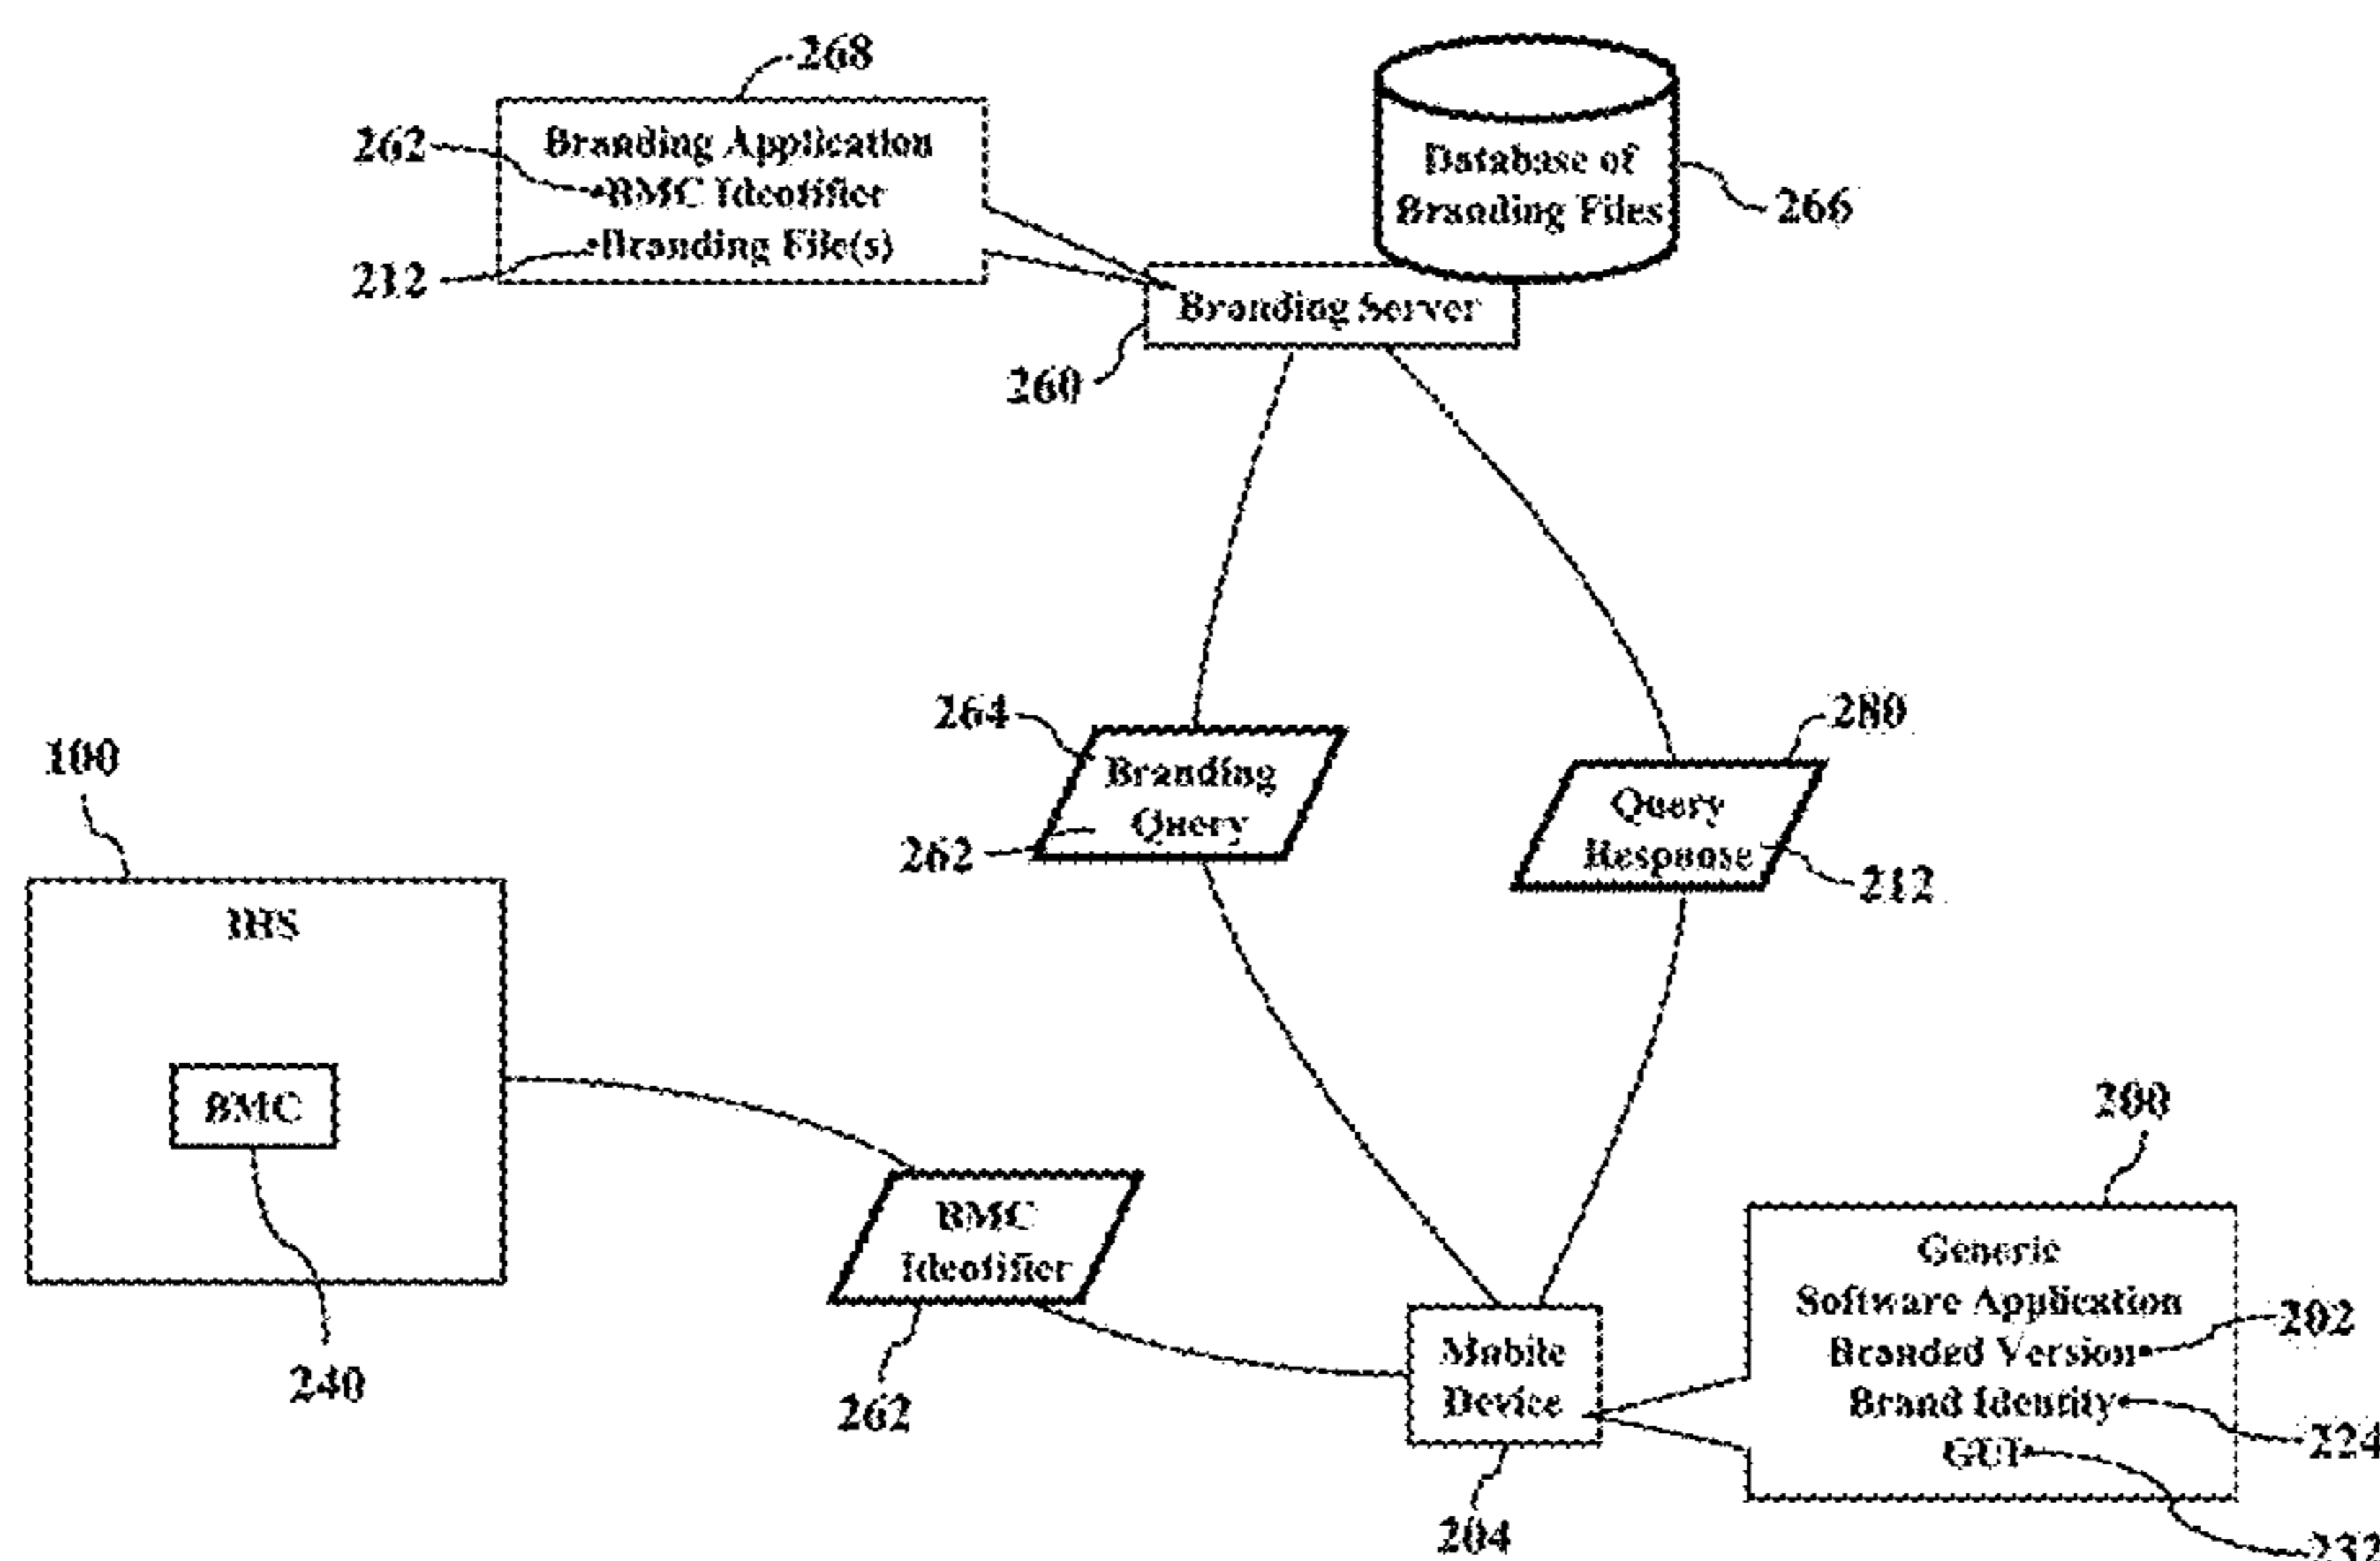 268
262
Branding Application
•BMC Identifier
•Branding File(s)
212
Database of
Branding Files
266
Branding Server
260
264
Branding
Query
262
280
Query
Response
212
100
IHS
BMC
240
BMC
Identifier
262
Mobile
Device
204
200
Generic
Software Application
Branded Version•
202
Brand Identity•
224
GUI•
232